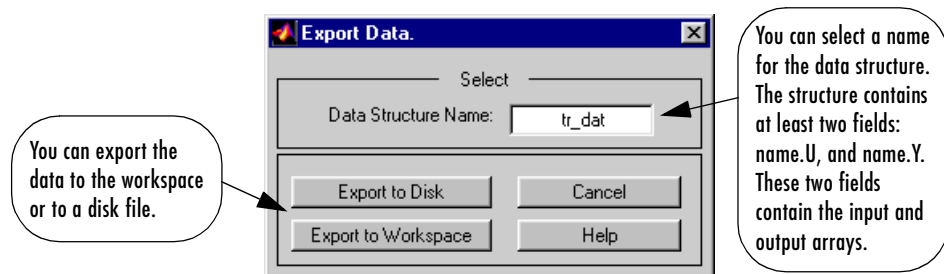 Export Data.
Select
Data Structure Name:
tr_dat
Export to Disk
Cancel
Export to Workspace
Help
You can export the
data to the workspace
or to a disk file.
You can select a name
for the data structure.
The structure contains
at least two fields:
name.U, and name.Y.
These two fields
contain the input and
output arrays.